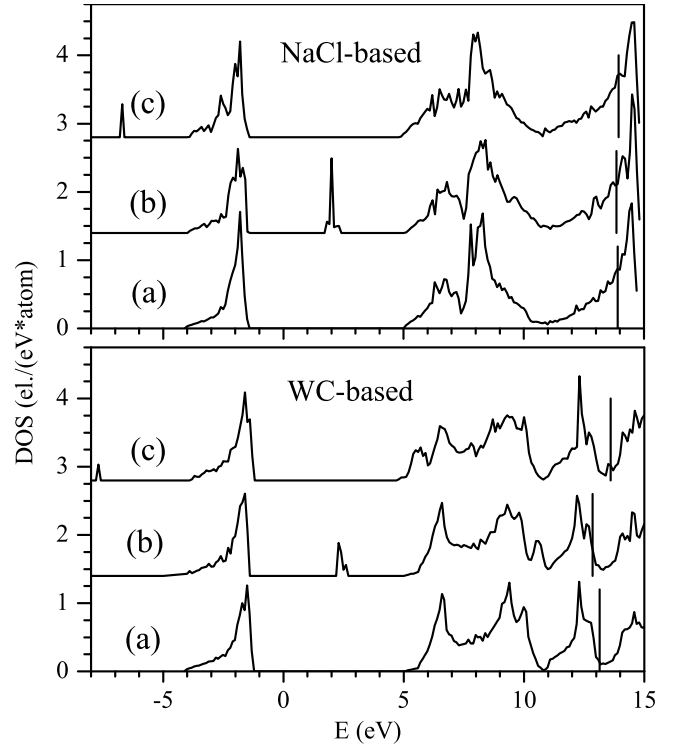 NaCl-based
4
(c)
3
(b)
2
1
(a)
0
DOS (el./(eV*atom)
WC-based
4
(c)
3
2
(b)
1
(a)
0
-5 0 5 10 15
E (eV)